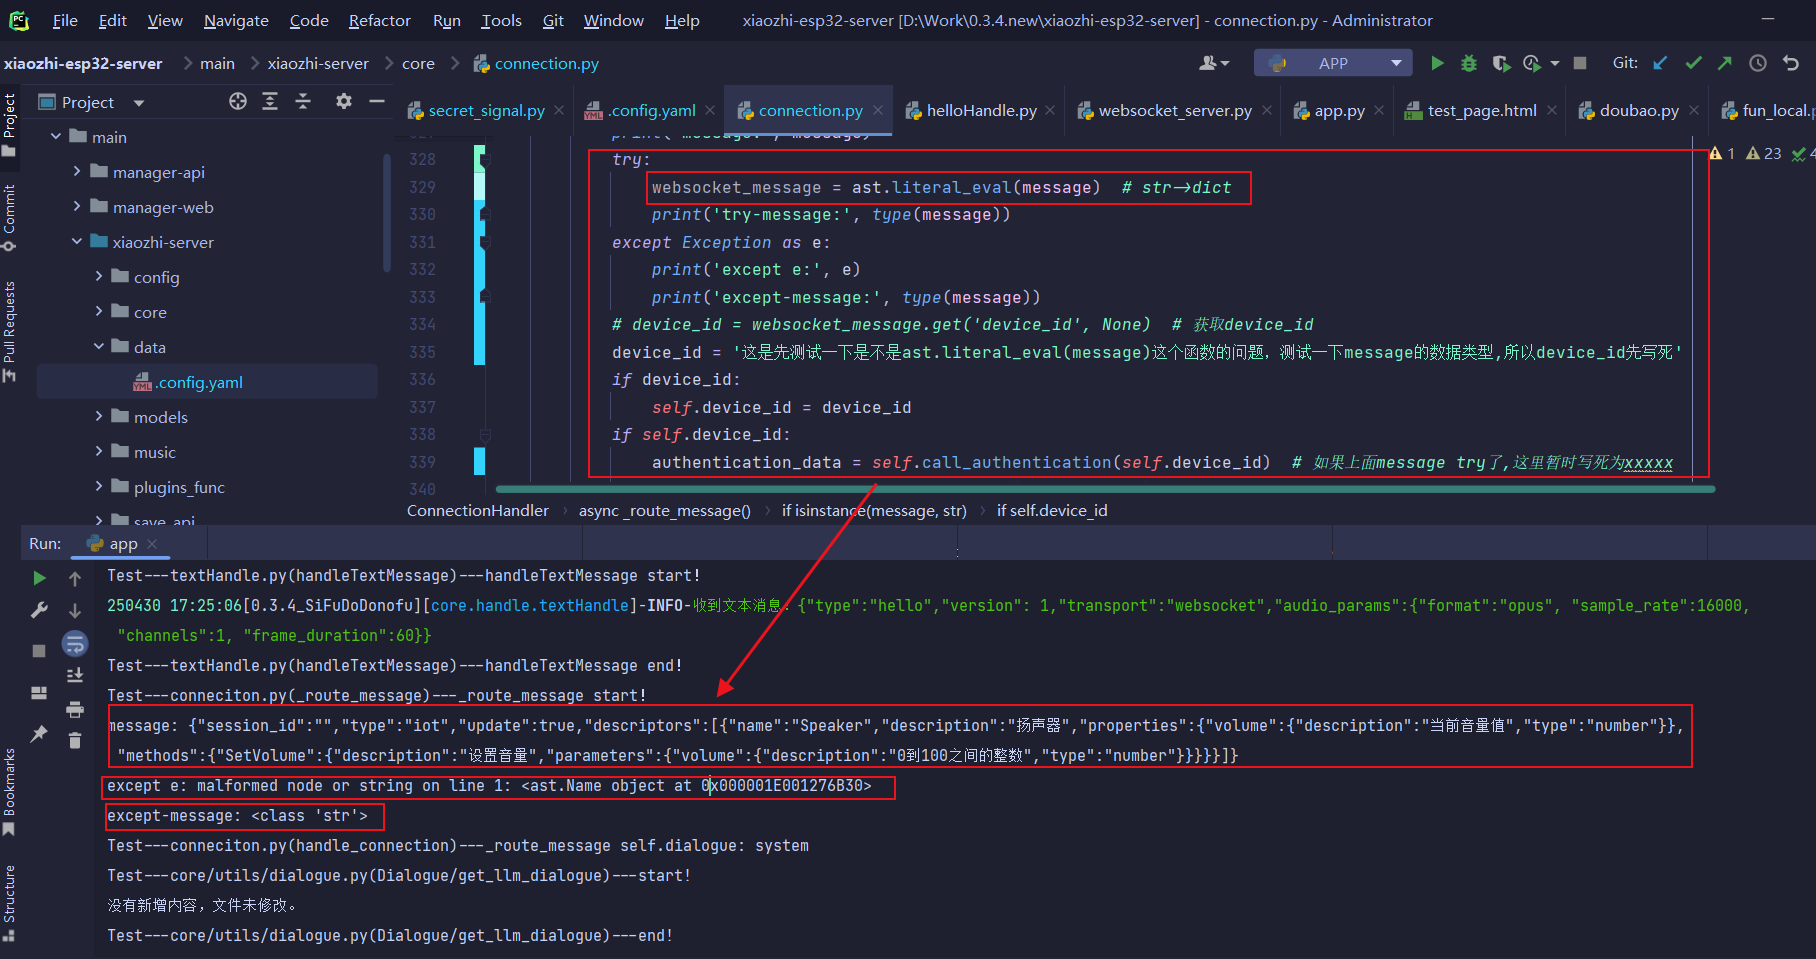 File Edit View Navigate Code Refactor Run Tools Git Window Help xiaozhi-esp32-server [D:\Work\0.3.4.new\xiaozhi-esp32-server] - connection.py - Administrator
xiaozhi-esp32-server main xiaozhi-server core connection.py APP Git:
Project secret_signal.py .config.yaml connection.py helloHandle.py websocket_server.py app.py test_page.html doubao.py fun_local.p
Project
Commit
Pull Requests
Bookmarks
Structure
main
manager-api
manager-web
xiaozhi-server
config
core
data
.config.yaml
models
music
plugins_func
save_api
1 23 4
328 try:
329 websocket_message = ast.literal_eval(message) # str->dict
330 print('try-message:', type(message))
331 except Exception as e:
332 print('except e:', e)
333 print('except-message:', type(message))
334 # device_id = websocket_message.get('device_id', None) # 获取device_id
335 device_id = '这是先测试一下是不是ast.literal_eval(message)这个函数的问题，测试一下message的数据类型,所以device_id先写死'
336 if device_id:
337 self.device_id = device_id
338 if self.device_id:
339 authentication_data = self.call_authentication(self.device_id) # 如果上面message try了,这里暂时写死为xxxxx
340
ConnectionHandler async _route_message() if isinstance(message, str) if self.device_id
Run: app
Test---textHandle.py(handleTextMessage)---handleTextMessage start!
250430 17:25:06[0.3.4_SiFuDoDonofu][core.handle.textHandle]-INFO-收到文本消息：{"type":"hello","version": 1,"transport":"websocket","audio_params":{"format":"opus", "sample_rate":16000,
"channels":1, "frame_duration":60}}
Test---textHandle.py(handleTextMessage)---handleTextMessage end!
Test---conneciton.py(_route_message)---_route_message start!
message: {"session_id":"","type":"iot","update":true,"descriptors":[{"name":"Speaker","description":"扬声器","properties":{"volume":{"description":"当前音量值","type":"number"}},
"methods":{"SetVolume":{"description":"设置音量","parameters":{"volume":{"description":"0到100之间的整数","type":"number"}}}}}]}
except e: malformed node or string on line 1: <ast.Name object at 0x000001E001276B30>
except-message: <class 'str'>
Test---conneciton.py(handle_connection)---_route_message self.dialogue: system
Test---core/utils/dialogue.py(Dialogue/get_llm_dialogue)---start!
没有新增内容，文件未修改。
Test---core/utils/dialogue.py(Dialogue/get_llm_dialogue)---end!